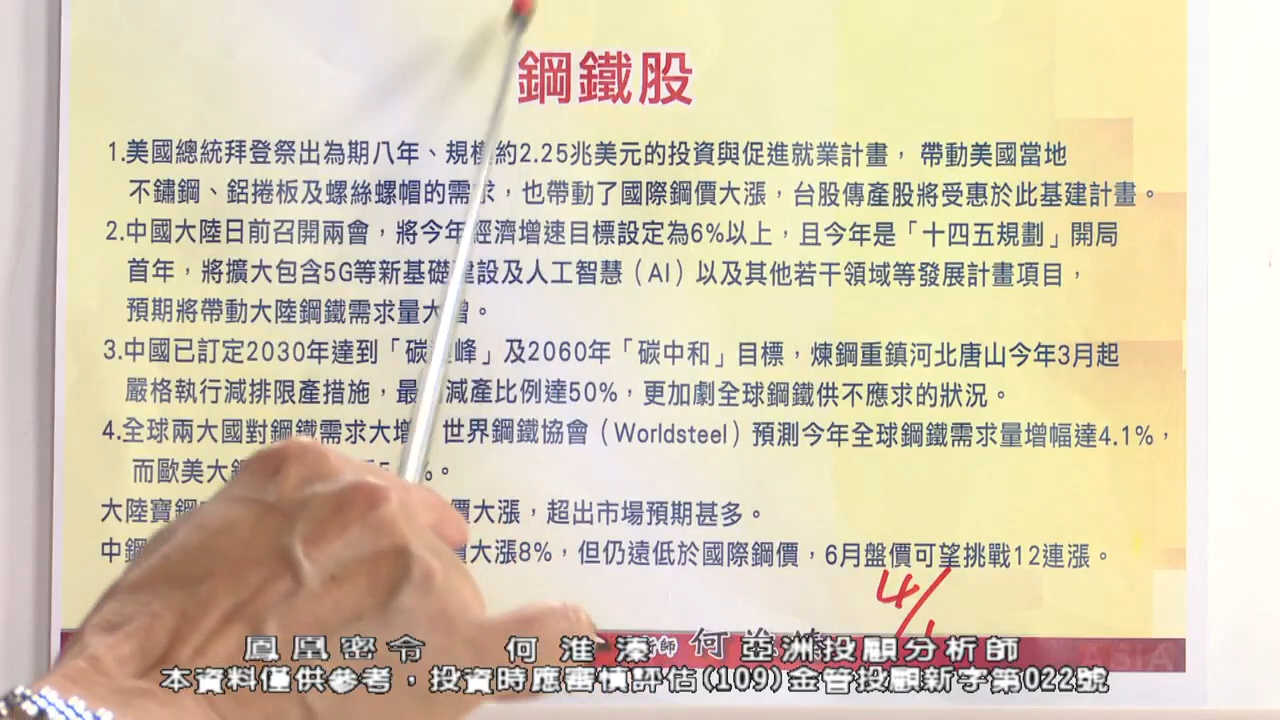 鋼鐵股
1.美國總統拜登祭出為期八年、規模約2.25兆美元的投資與促進就業計畫，帶動美國當地
不鏽鋼、鋁捲板及螺絲螺帽的需求，也帶動了國際鋼價大漲，台股傳產股將受惠於此基建計畫。
2.中國大陸日前召開兩會，將今年經濟增速目標設定為6%以上，且今年是「十四五規劃」開局
首年，將擴大包含5G等新基礎建設及人工智慧（AI）以及其他若干領域等發展計畫項目，
預期將帶動大陸鋼鐵需求量大增。
3.中國已訂定2030年達到「碳 峰」及2060年「碳中和」目標，煉鋼重鎮河北唐山今年3月起
嚴格執行減排限產措施，最 減產比例達50%，更加劇全球鋼鐵供不應求的狀況。
4.全球兩大國對鋼鐵需求大增 世界鋼鐵協會（Worldsteel）預測今年全球鋼鐵需求量增幅達4.1%，
而歐美大 5 %。
大陸寶鋼 價大漲，超出市場預期甚多。
中鋼 大漲8%，但仍遠低於國際鋼價，6月盤價可望挑戰12連漲。
4/1
師 何
ASIA
鳳凰密令 何淮溱 亞洲投顧分析師
本資料僅供參考，投資時應審慎評估(109)金管投顧新字第022號